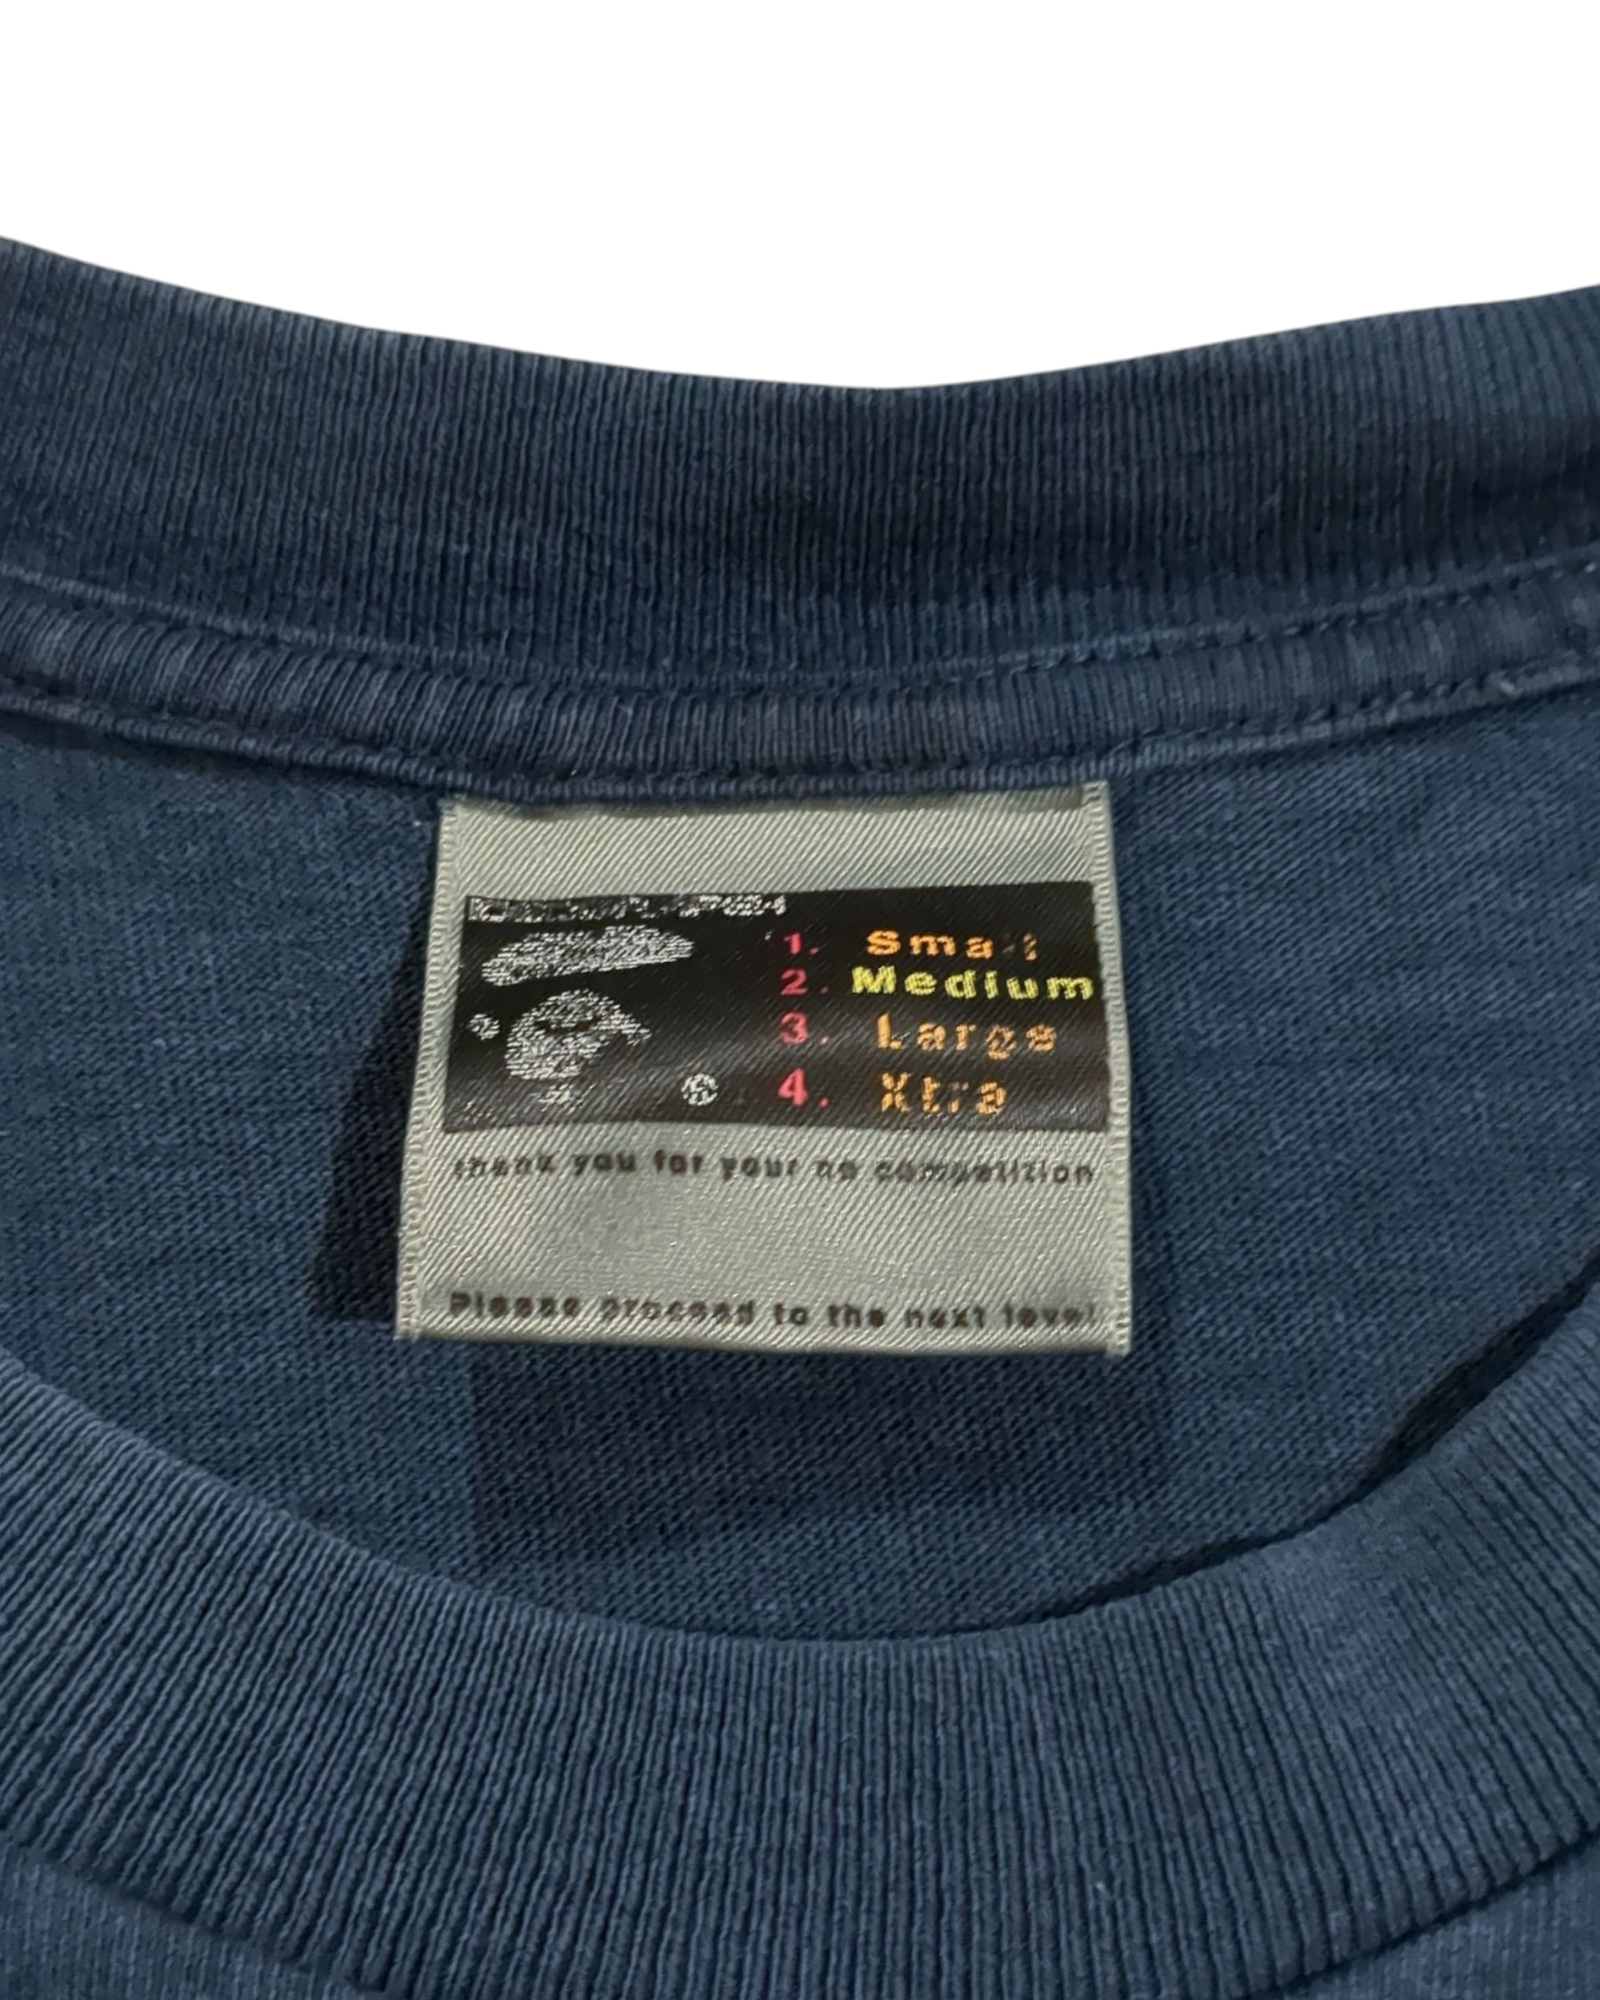 1. Small
2. Medium
3. Large
4. Xtra
thank you for your no competition
Please proceed to the next level